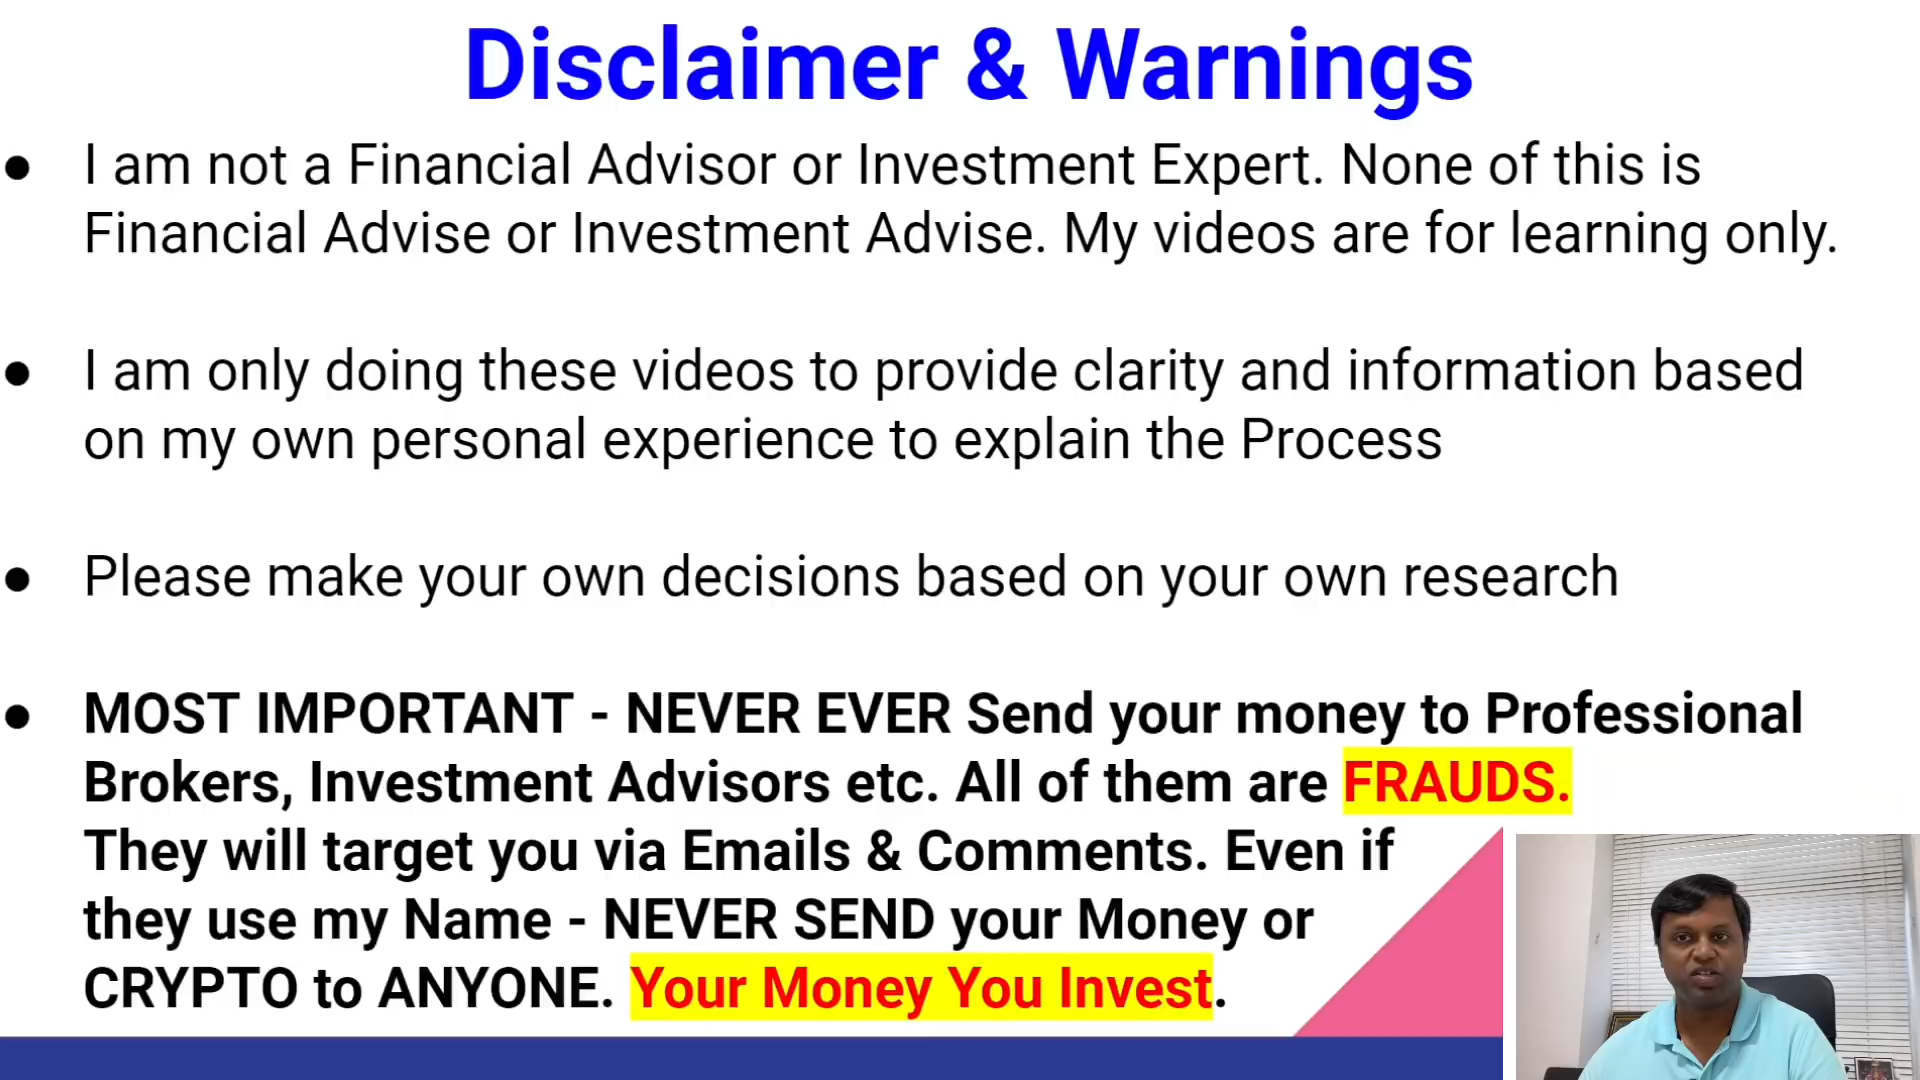 Disclaimer & Warnings
● I am not a Financial Advisor or Investment Expert. None of this is
Financial Advise or Investment Advise. My videos are for learning only.
● I am only doing these videos to provide clarity and information based
on my own personal experience to explain the Process
● Please make your own decisions based on your own research
● MOST IMPORTANT - NEVER EVER Send your money to Professional
Brokers, Investment Advisors etc. All of them are FRAUDS.
They will target you via Emails & Comments. Even if
they use my Name - NEVER SEND your Money or
CRYPTO to ANYONE. Your Money You Invest.